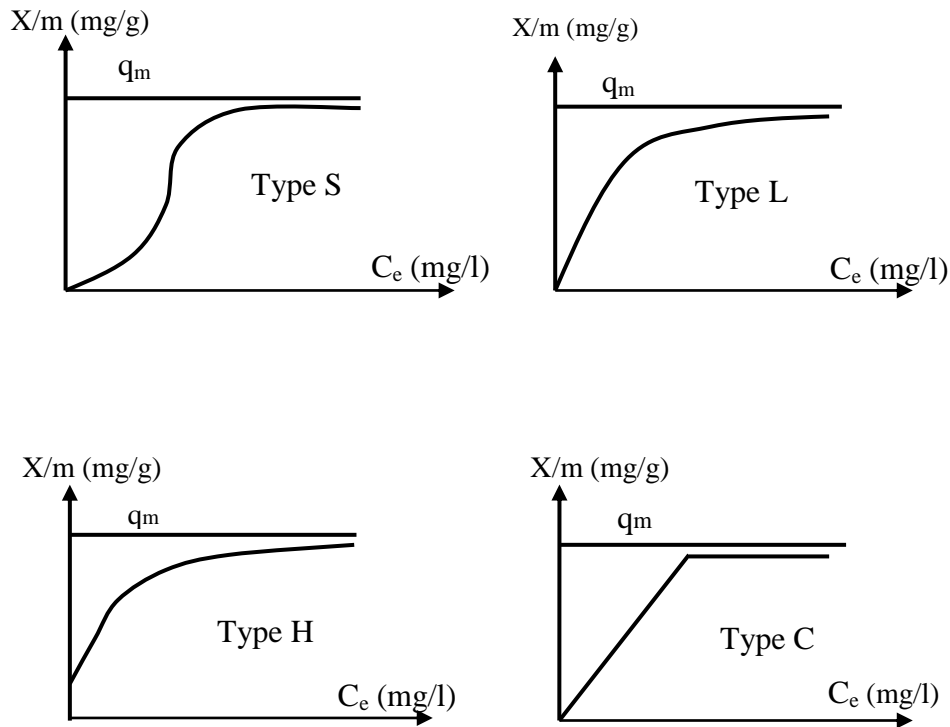 X/m (mg/g)
qm
Type S
Ce (mg/l)
X/m (mg/g)
qm
Type L
Ce (mg/l)
X/m (mg/g)
qm
Type H
Ce (mg/l)
X/m (mg/g)
qm
Type C
Ce (mg/l)